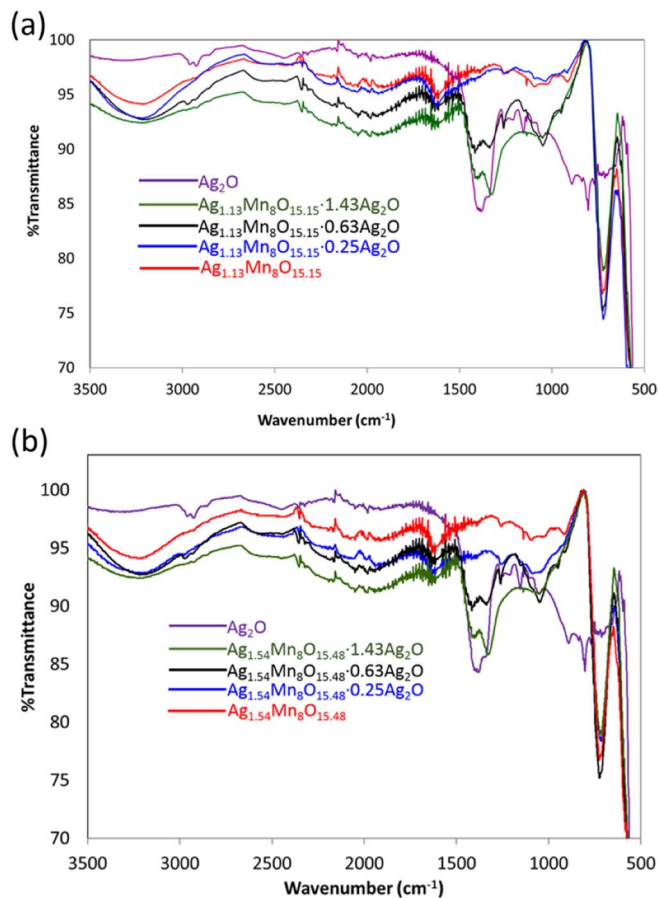 (a)
100
95
90
85
80
75
70
%Transmittance
Ag₂O
Ag₁.₁₃Mn₈O₁₅.₁₅·1.43Ag₂O
Ag₁.₁₃Mn₈O₁₅.₁₅·0.63Ag₂O
Ag₁.₁₃Mn₈O₁₅.₁₅·0.25Ag₂O
Ag₁.₁₃Mn₈O₁₅.₁₅
3500 3000 2500 2000 1500 1000 500
Wavenumber (cm⁻¹)
(b)
100
95
90
85
80
75
70
%Transmittance
Ag₂O
Ag₁.₅₄Mn₈O₁₅.₄₈·1.43Ag₂O
Ag₁.₅₄Mn₈O₁₅.₄₈·0.63Ag₂O
Ag₁.₅₄Mn₈O₁₅.₄₈·0.25Ag₂O
Ag₁.₅₄Mn₈O₁₅.₄₈
3500 3000 2500 2000 1500 1000 500
Wavenumber (cm⁻¹)